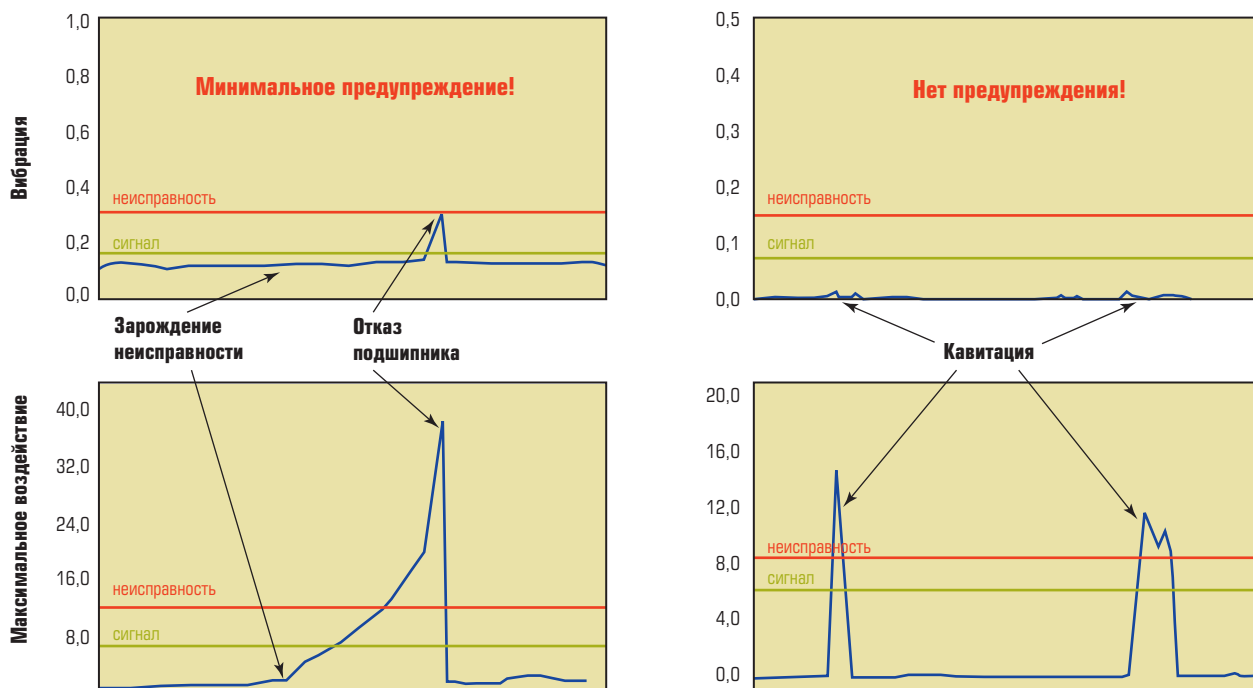 Вибрация
1,0
0,8
0,6
0,4
0,2
0,0
Минимальное предупреждение!
неисправность
сигнал
0,5
0,4
0,3
0,2
0,1
0,0
Нет предупреждения!
неисправность
сигнал
Зарождение
неисправности
Отказ
подшипника
Кавитация
Максимальное воздействие
40,0
32,0
24,0
16,0
8,0
неисправность
сигнал
20,0
16,0
12,0
8,0
4,0
0,0
неисправность
сигнал